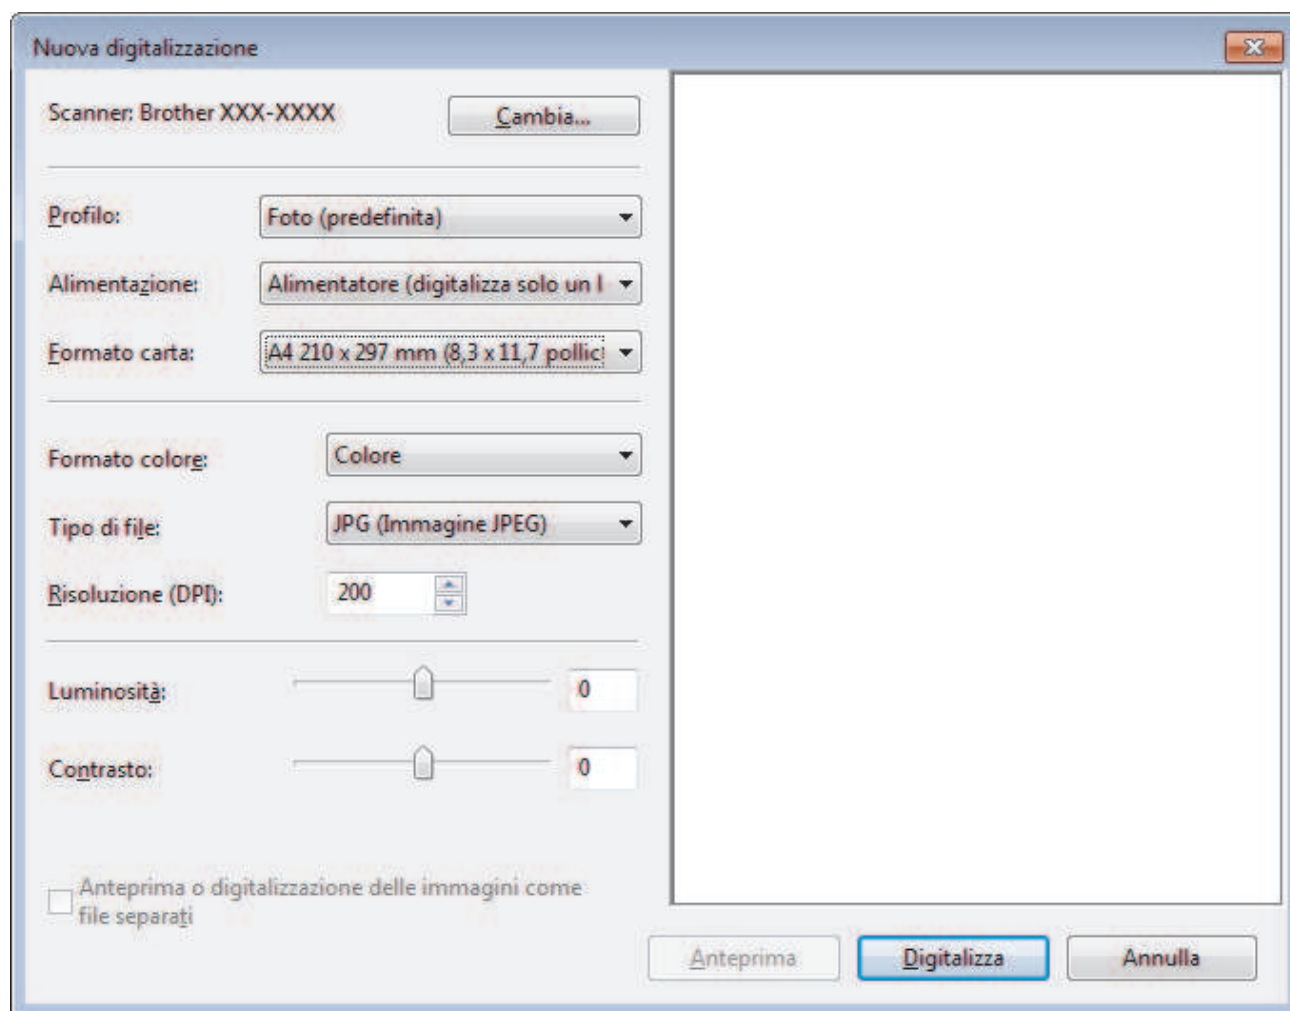 Nuova digitalizzazione
Scanner: Brother XXX-XXXX
Cambia...
Profilo:
Foto (predefinita)
Alimentazione:
Alimentatore (digitalizza solo un l
Formato carta:
A4 210 x 297 mm (8,3 x 11,7 pollic
Formato colore:
Colore
Tipo di file:
JPG (Immagine JPEG)
Risoluzione (DPI):
200
Luminosità:
0
Contrasto:
0
Anteprima o digitalizzazione delle immagini come
file separati
Anteprima
Digitalizza
Annulla